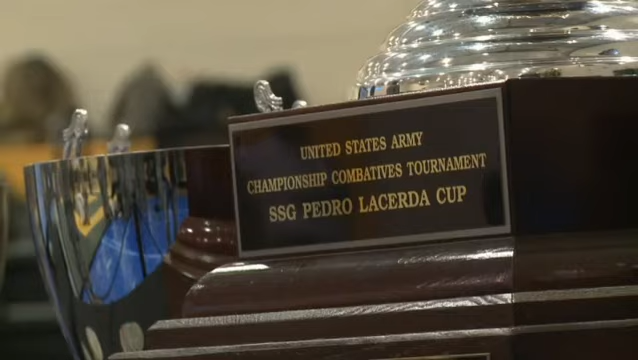 UNITED STATES ARMY
CHAMPIONSHIP COMBATIVES TOURNAMENT
SSG PEDRO LACERDA CUP